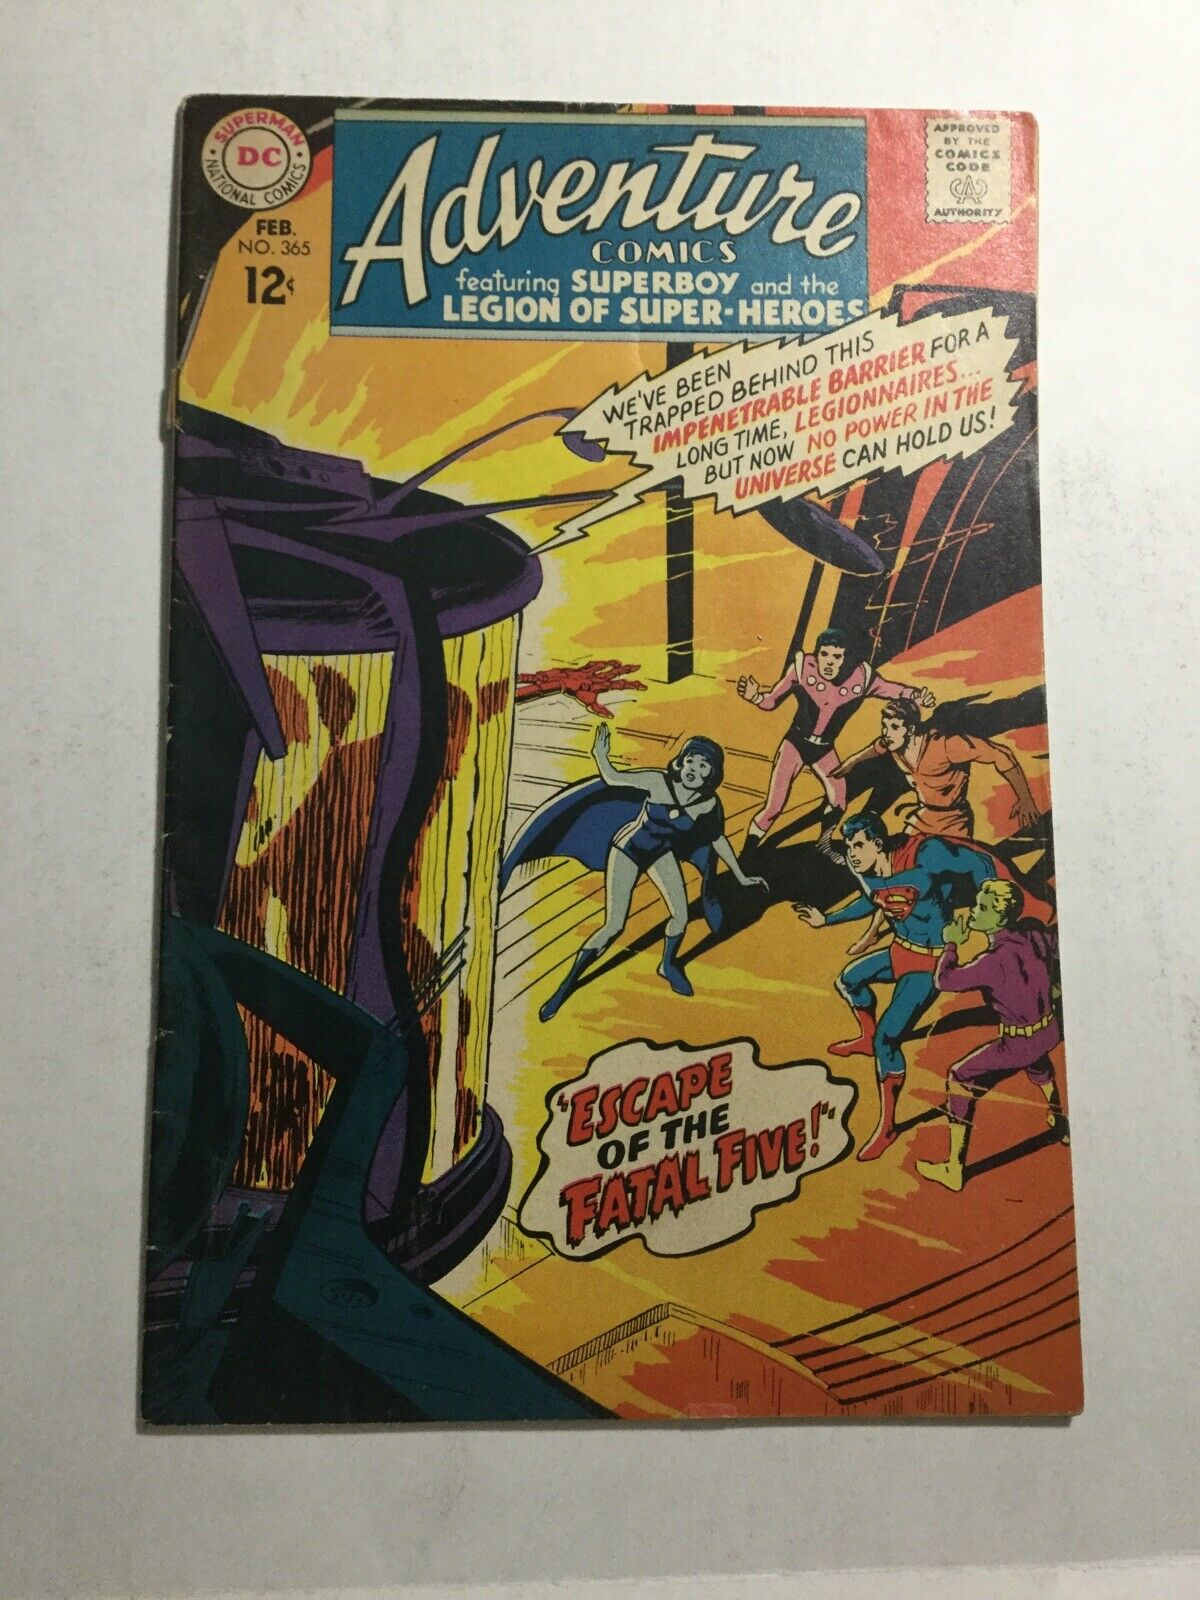 SUPERMAN
DC
NATIONAL COMICS
FEB.
NO. 365
12¢
Adventure
COMICS
featuring SUPERBOY and the
LEGION OF SUPER-HEROES
APPROVED
BY THE
COMICS
CODE
CA
AUTHORITY
WE'VE BEEN
TRAPPED BEHIND THIS
IMPENETRABLE BARRIER FOR A
LONG TIME, LEGIONNAIRES...
BUT NOW NO POWER IN THE
UNIVERSE CAN HOLD US!
"ESCAPE
OF THE
FATAL FIVE!"